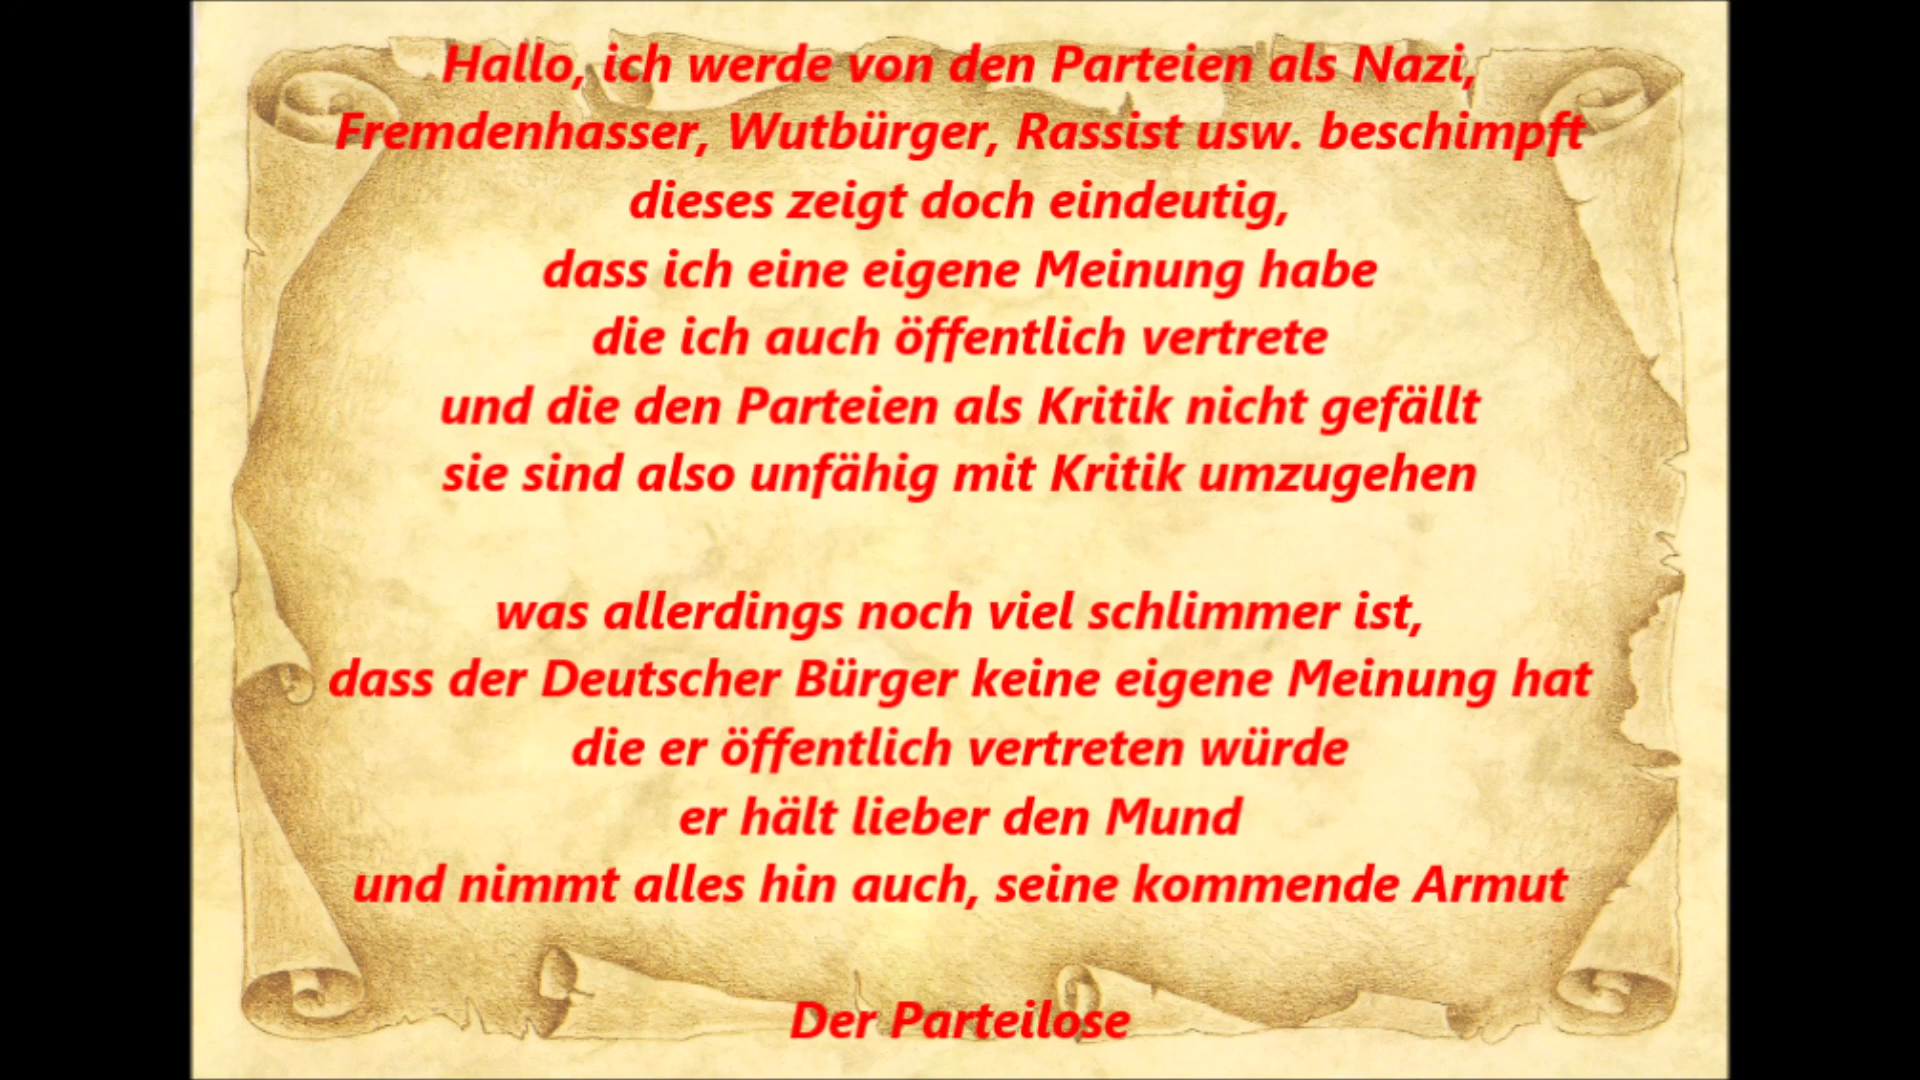 Hallo, ich werde von den Parteien als Nazi,
Fremdenhasser, Wutbürger, Rassist usw. beschimpft
dieses zeigt doch eindeutig,
dass ich eine eigene Meinung habe
die ich auch öffentlich vertrete
und die den Parteien als Kritik nicht gefällt
sie sind also unfähig mit Kritik umzugehen
was allerdings noch viel schlimmer ist,
dass der Deutscher Bürger keine eigene Meinung hat
die er öffentlich vertreten würde
er hält lieber den Mund
und nimmt alles hin auch, seine kommende Armut
Der Parteilose